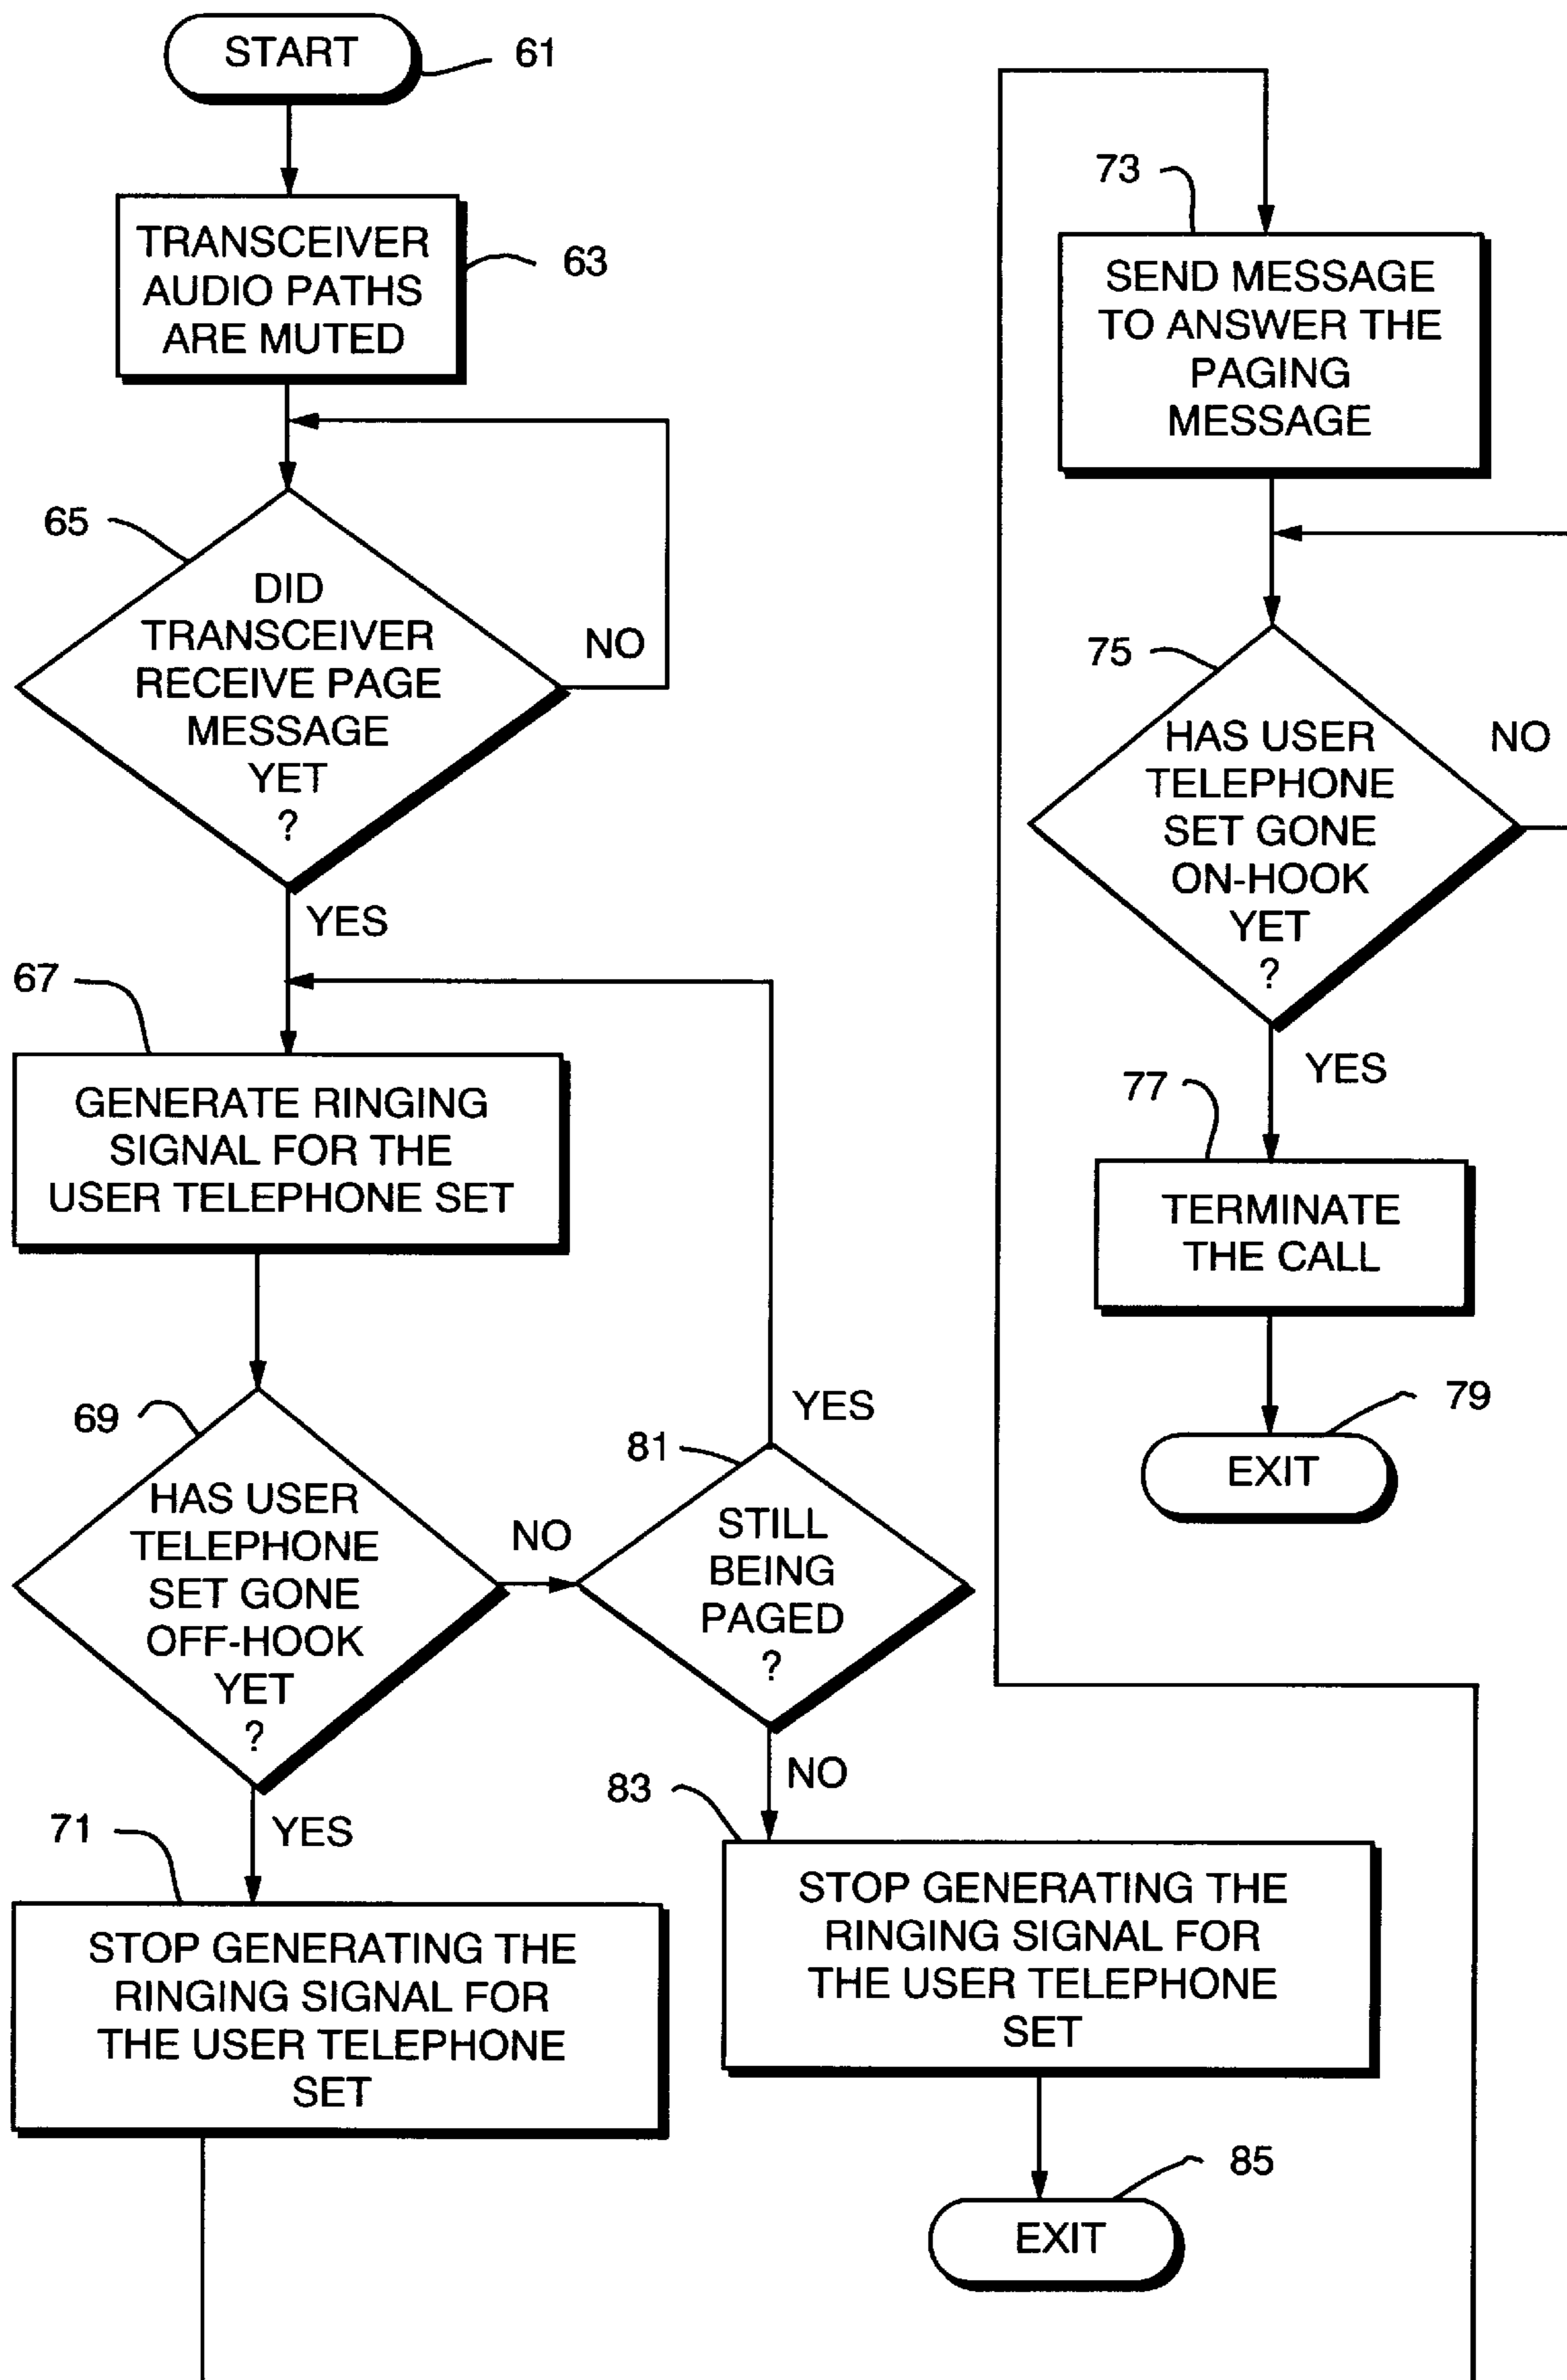 START
61
TRANSCEIVER
AUDIO PATHS
ARE MUTED
63
65
DID
TRANSCEIVER
RECEIVE PAGE
MESSAGE
YET
?
NO
YES
67
GENERATE RINGING
SIGNAL FOR THE
USER TELEPHONE SET
69
HAS USER
TELEPHONE
SET GONE
OFF-HOOK
YET
?
NO
YES
81
STILL
BEING
PAGED
?
YES
NO
71
STOP GENERATING THE
RINGING SIGNAL FOR
THE USER TELEPHONE
SET
83
STOP GENERATING THE
RINGING SIGNAL FOR
THE USER TELEPHONE
SET
85
EXIT
73
SEND MESSAGE
TO ANSWER THE
PAGING
MESSAGE
75
HAS USER
TELEPHONE
SET GONE
ON-HOOK
YET
?
NO
YES
77
TERMINATE
THE CALL
79
EXIT